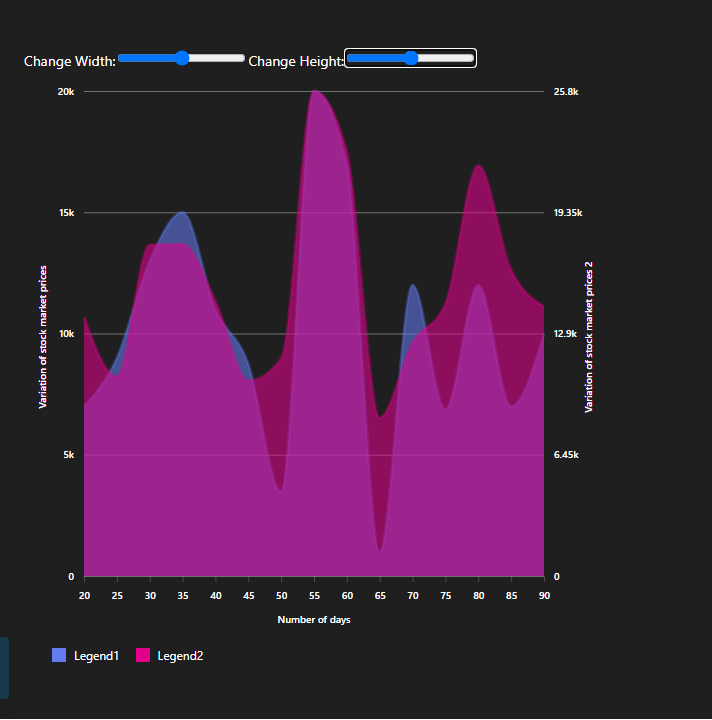 Change Width: Change Height:
20k 25.8k
15k 19.35k
10k 12.9k
5k 6.45k
0 0
Variation of stock market prices
Variation of stock market prices 2
20 25 30 35 40 45 50 55 60 65 70 75 80 85 90
Number of days
Legend1 Legend2